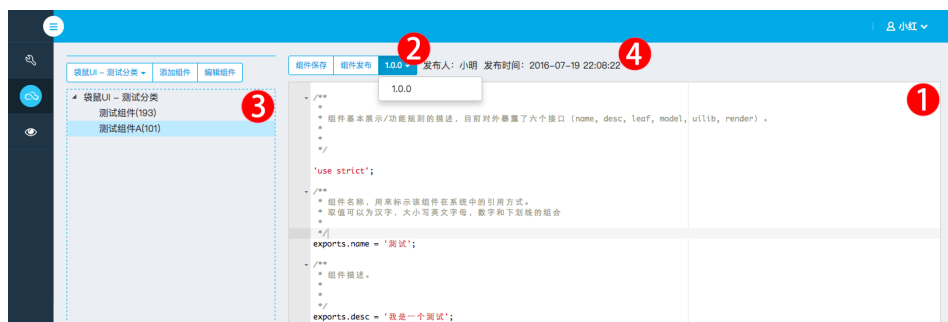 小红
2
4
组件保存 组件发布 1.0.0 发布人：小明 发布时间：2016-07-19 22:08:22
袋鼠UI - 测试分类 添加组件 编辑组件
1.0.0
1
3
袋鼠UI - 测试分类
测试组件(193)
测试组件A(101)
/**
*
* 组件基本展示/功能规则的描述，目前对外暴露了六个接口（name, desc, leaf, model, uilib, render）。
*
*
*/
'use strict';
/**
* 组件名称，用来标示该组件在系统中的引用方式。
* 取值可以为汉字，大小写英文字母，数字和下划线的组合
*
*/
exports.name = '测试';
/**
* 组件描述。
*
*
*/
exports.desc = '我是一个测试';